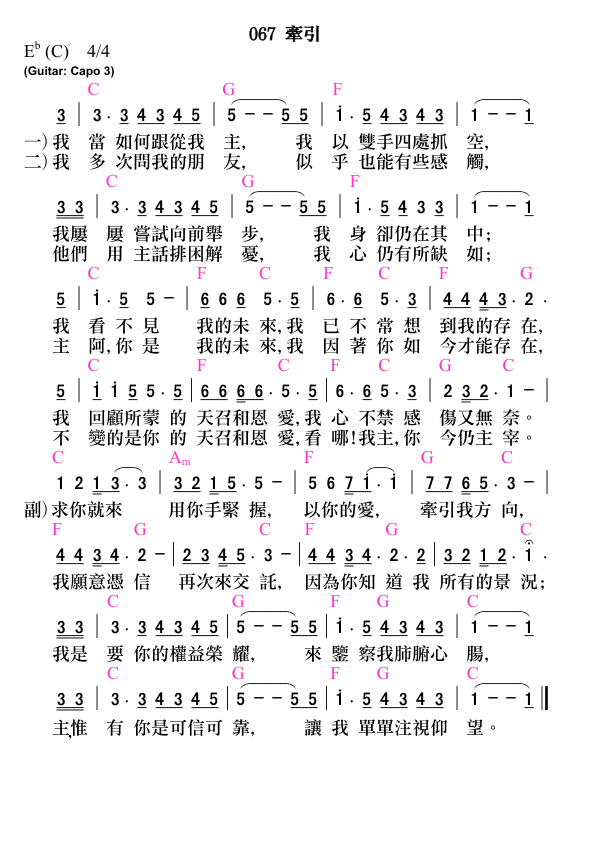 067 牽引
E♭ (C) 4/4
(Guitar: Capo 3)
C G F
3 | 3 . 3 4 3 4 5 | 5 - - 5 5 | i . 5 4 3 4 3 | 1 - - 1
一) 我 當 如何跟從我 主, 我 以 雙手四處抓 空,
二) 我 多 次問我的朋 友, 似 乎 也能有些感 觸,
C G F
3 3 | 3 . 3 4 3 4 5 | 5 - - 5 5 | i . 5 4 3 3 | 1 - - 1
我屢 屢 嘗試向前舉 步, 我 身 卻仍在其 中;
他們 用 主話排困解 憂, 我 心 仍有所缺 如;
C F C F C F G
5 | i . 5 5 - | 6 6 6 5 . 5 | 6 . 6 5 . 3 | 4 4 4 3 . 2 .
我 看 不 見 我的未 來,我 已 不 常 想 到我的存 在,
主 阿,你 是 我的未 來,我 因 著 你 如 今才能存 在,
C F C F C G C
5 | i i 5 5 . 5 | 6 6 6 6 . 5 | 6 . 6 5 . 3 | 2 3 2 . 1 - |
我 回顧所蒙 的 天召和恩 愛,我 心 不禁 感 傷又無 奈。
不 變的是你 的 天召和恩 愛,看 哪!我主,你 今仍主 宰。
C Am F G C
1 2 1 3 . 3 | 3 2 1 5 . 5 - | 5 6 7 i . i | 7 7 6 5 . 3 - |
副) 求你就來 用你手緊 握, 以你的愛, 牽引我方 向,
F G C F G C
4 4 3 4 . 2 - | 2 3 4 5 . 3 - | 4 4 3 4 . 2 . 2 | 3 2 1 2 . i .
我願意憑 信 再次來交 託, 因為你知 道 我 所有的 景 況;
C G F G C
3 3 | 3 . 3 4 3 4 5 | 5 - - 5 5 | i . 5 4 3 4 3 | 1 - - 1
我是 要 你的權益榮 耀, 來 鑒 察我肺腑心 腸,
C G F G C
3 3 | 3 . 3 4 3 4 5 | 5 - - 5 5 | i . 5 4 3 4 3 | 1 - - 1 ‖
主,惟 有 你是可信可 靠, 讓 我 單單注視仰 望。